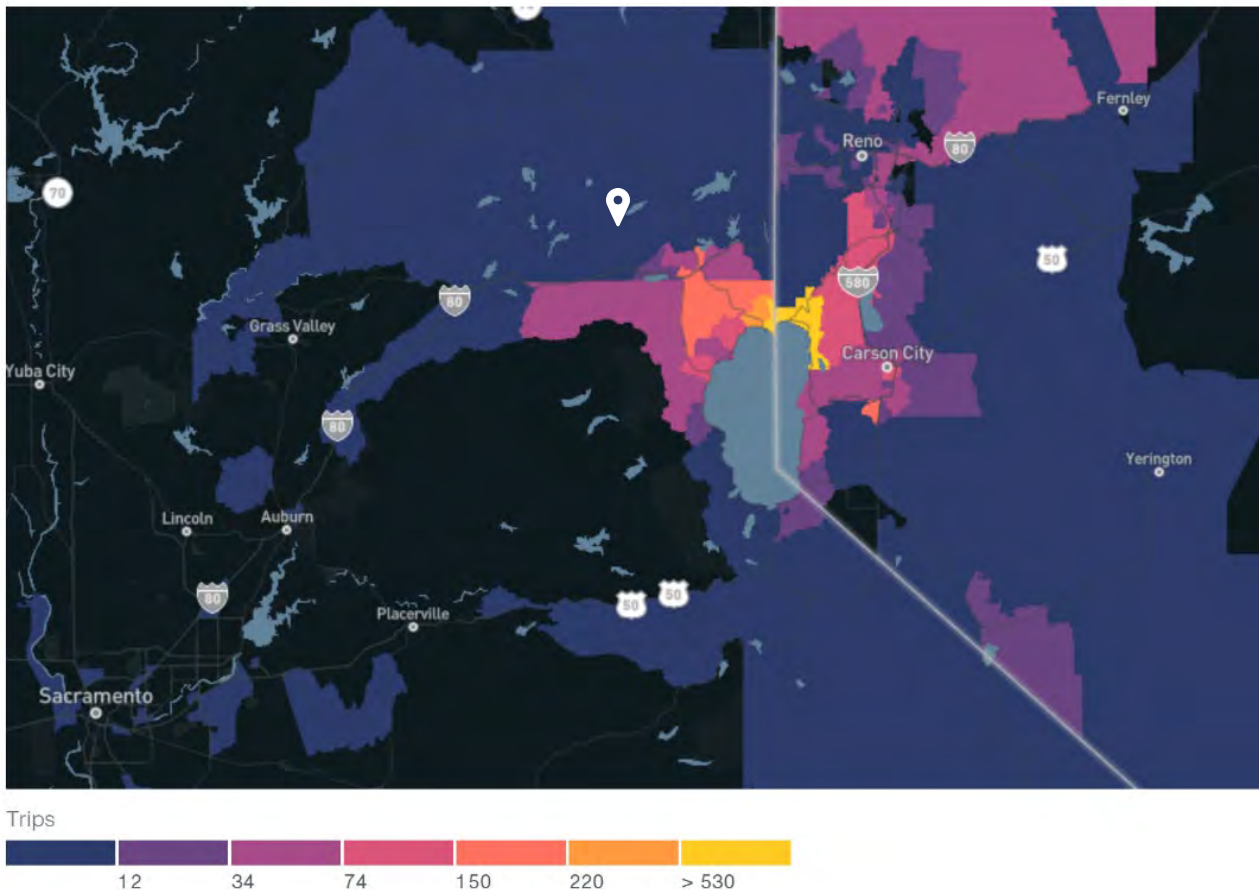 Fernley
Reno
80
70
50
580
80
Grass Valley
Carson City
Yuba City
80
Yerington
Lincoln
Auburn
80
50
50
Placerville
Sacramento
Trips
12 34 74 150 220 > 530